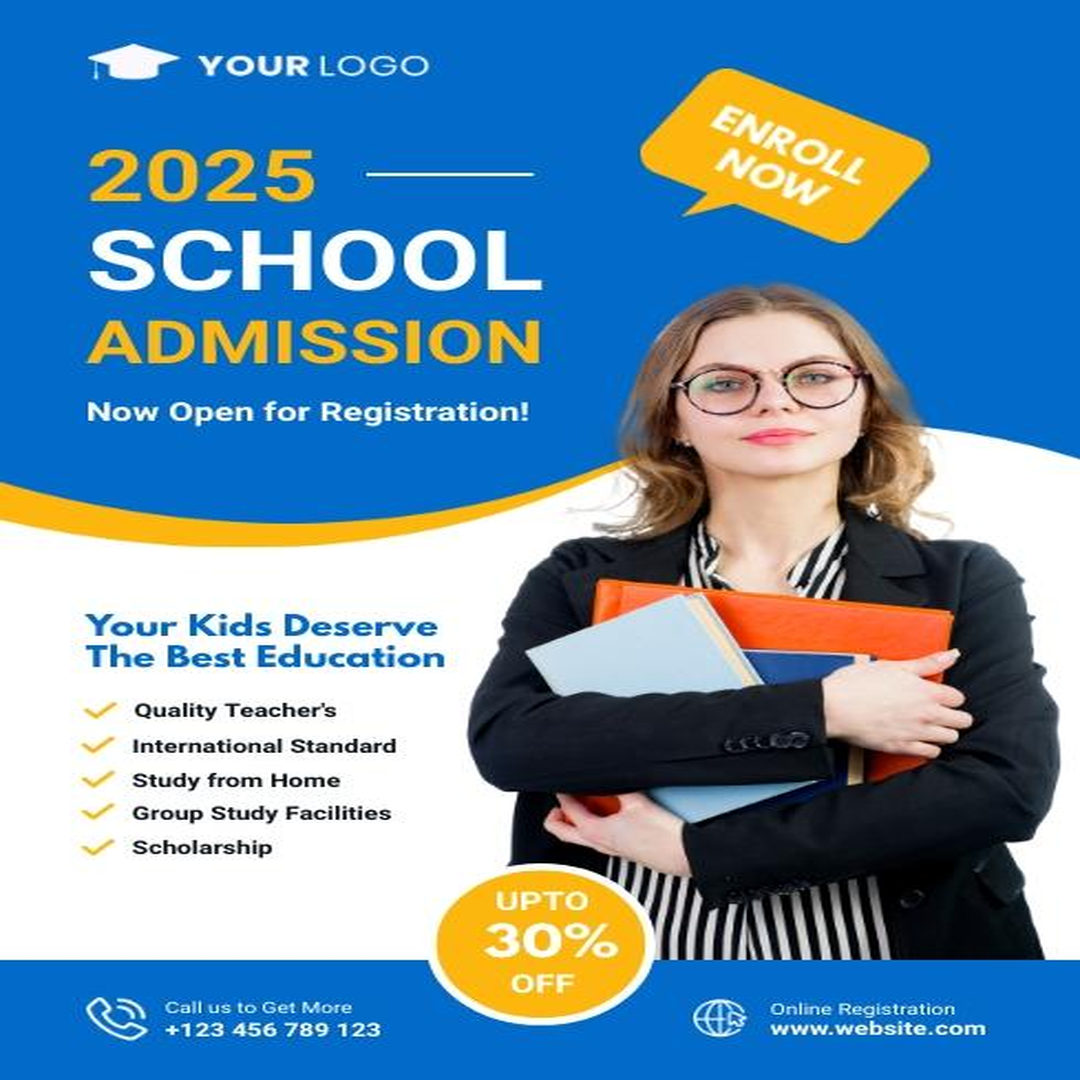 YOUR LOGO
ENROLL
NOW
2025
SCHOOL
ADMISSION
Now Open for Registration!
Your Kids Deserve
The Best Education
Quality Teacher's
International Standard
Study from Home
Group Study Facilities
Scholarship
UPTO
30%
OFF
Call us to Get More
+123 456 789 123
Online Registration
www.website.com